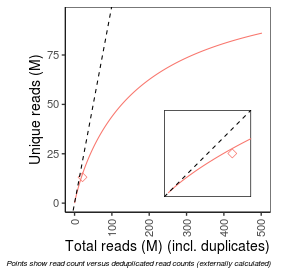 Unique reads (M)
75
50
25
0
0 100 200 300 400 500
Total reads (M) (incl. duplicates)
Points show read count versus deduplicated read counts (externally calculated)